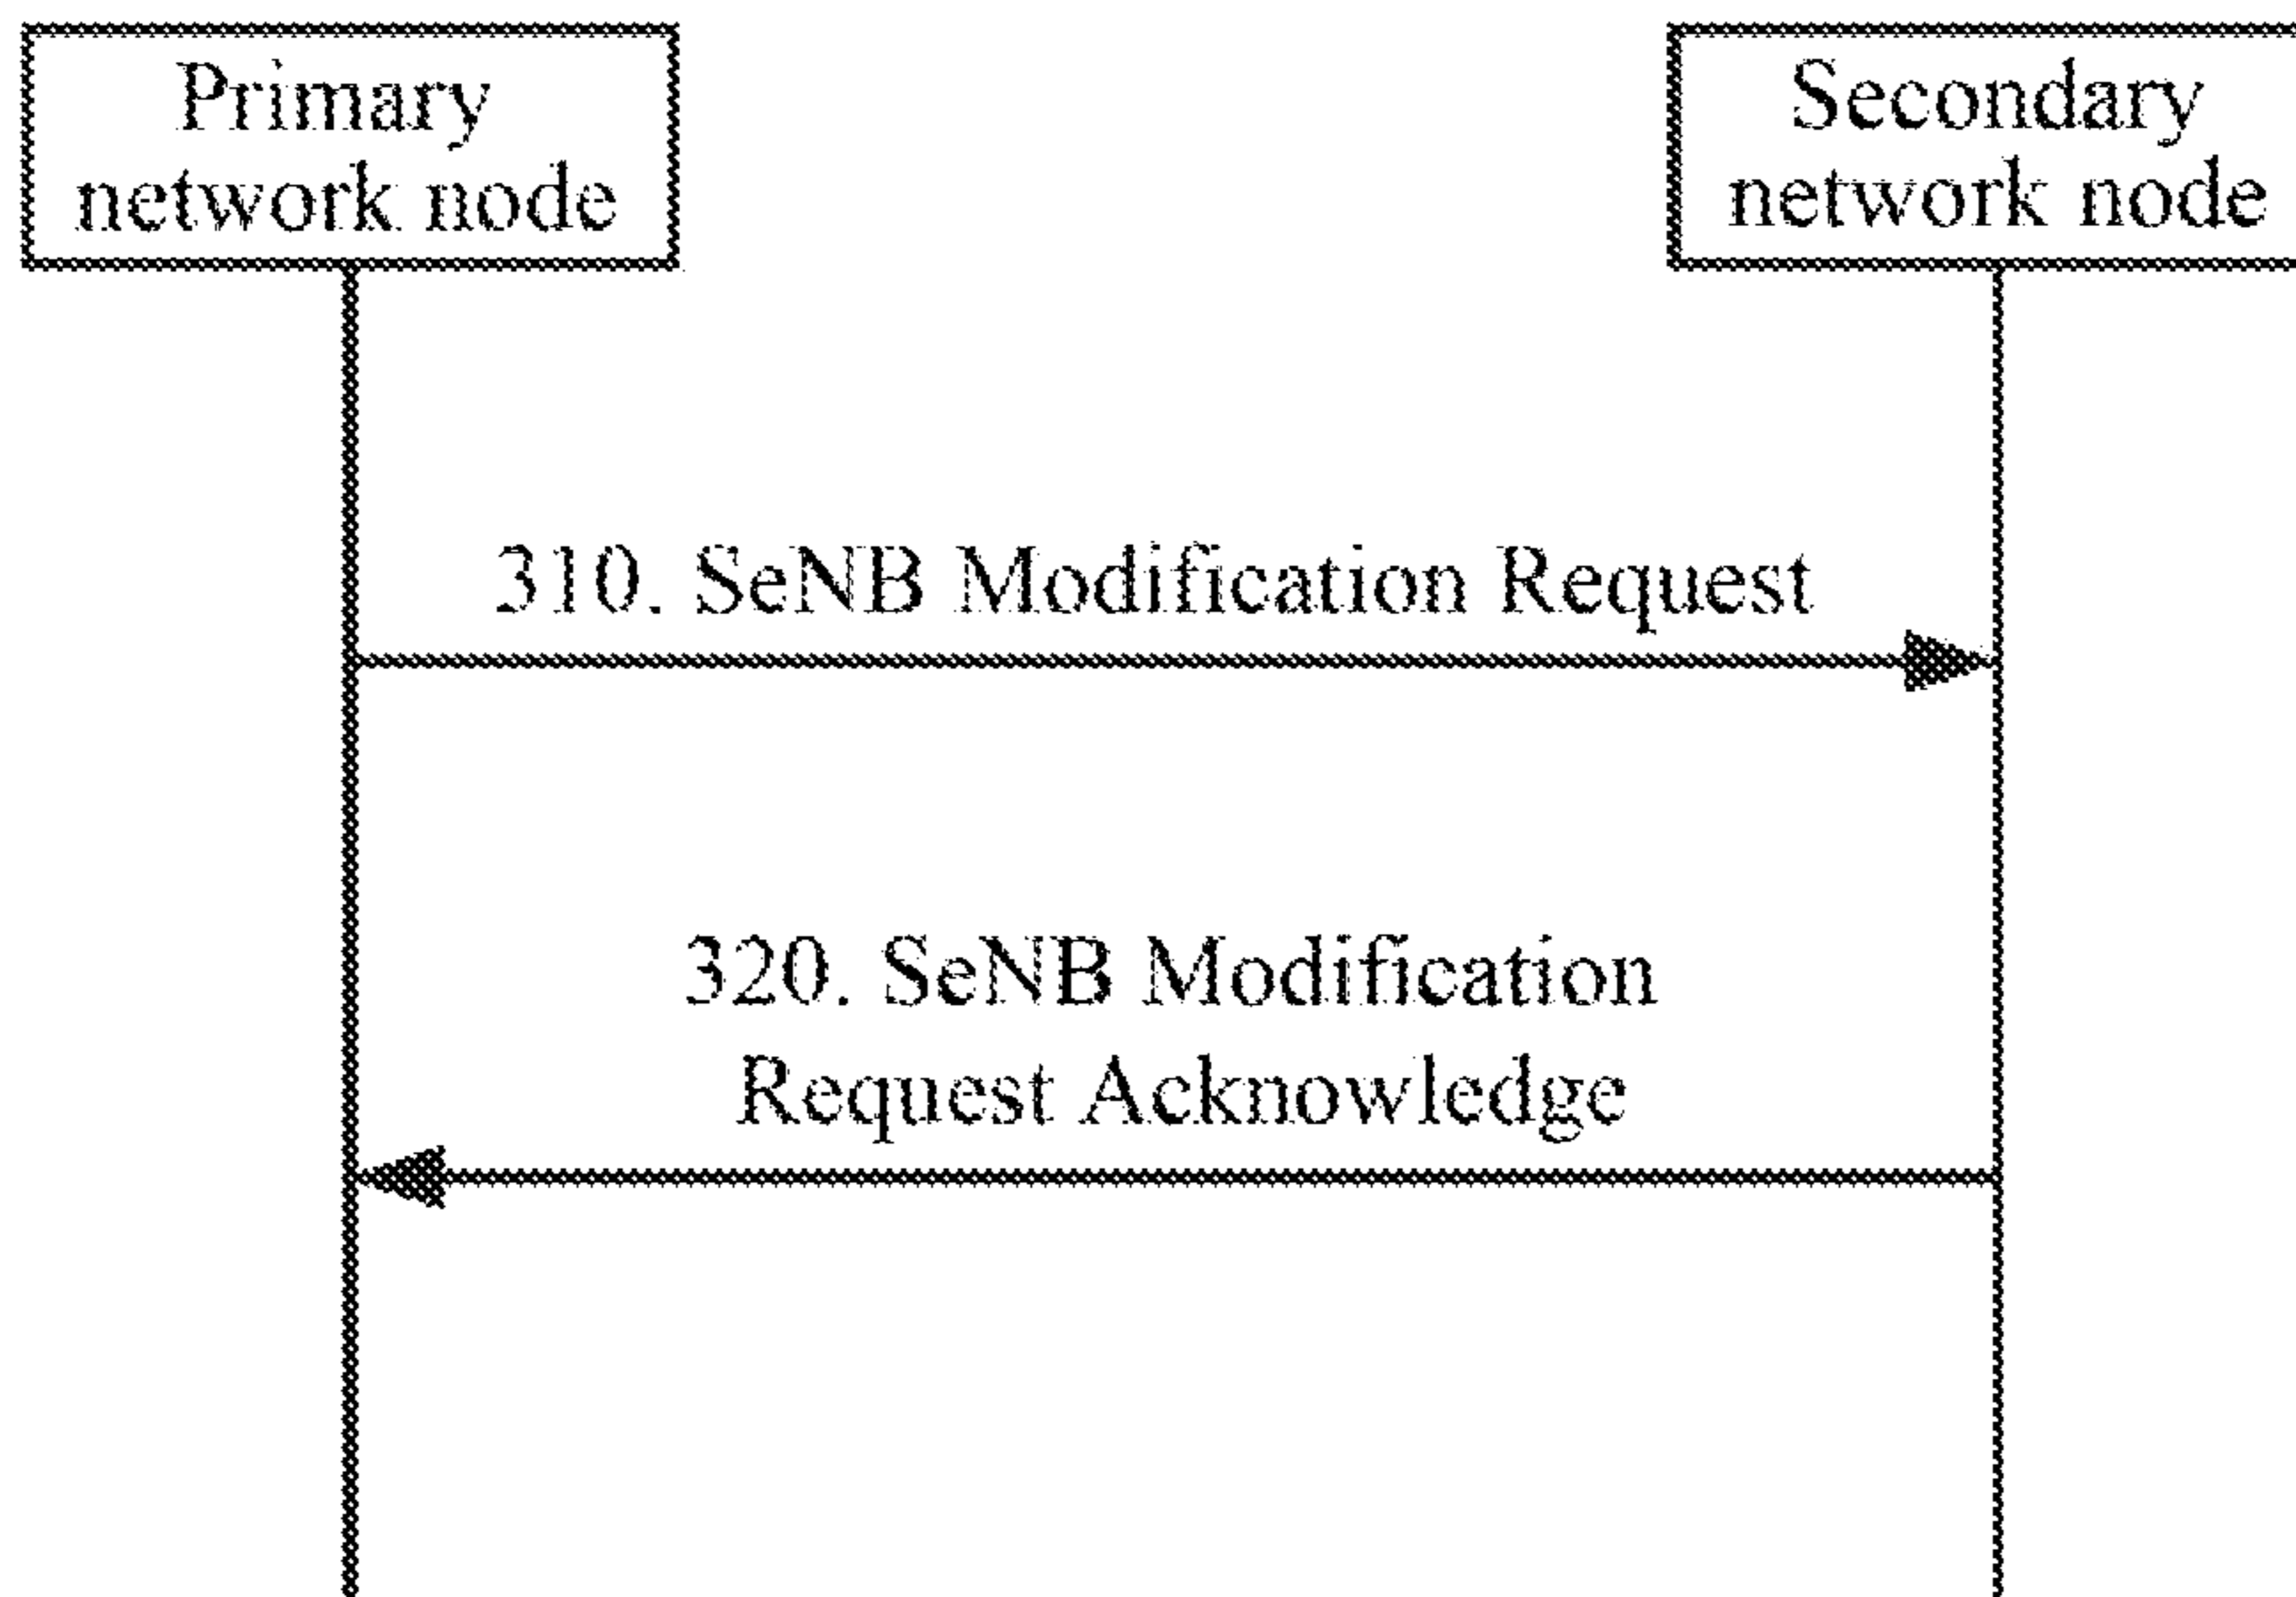 Primary
network node
Secondary
network node
310. SeNB Modification Request
320. SeNB Modification
Request Acknowledge